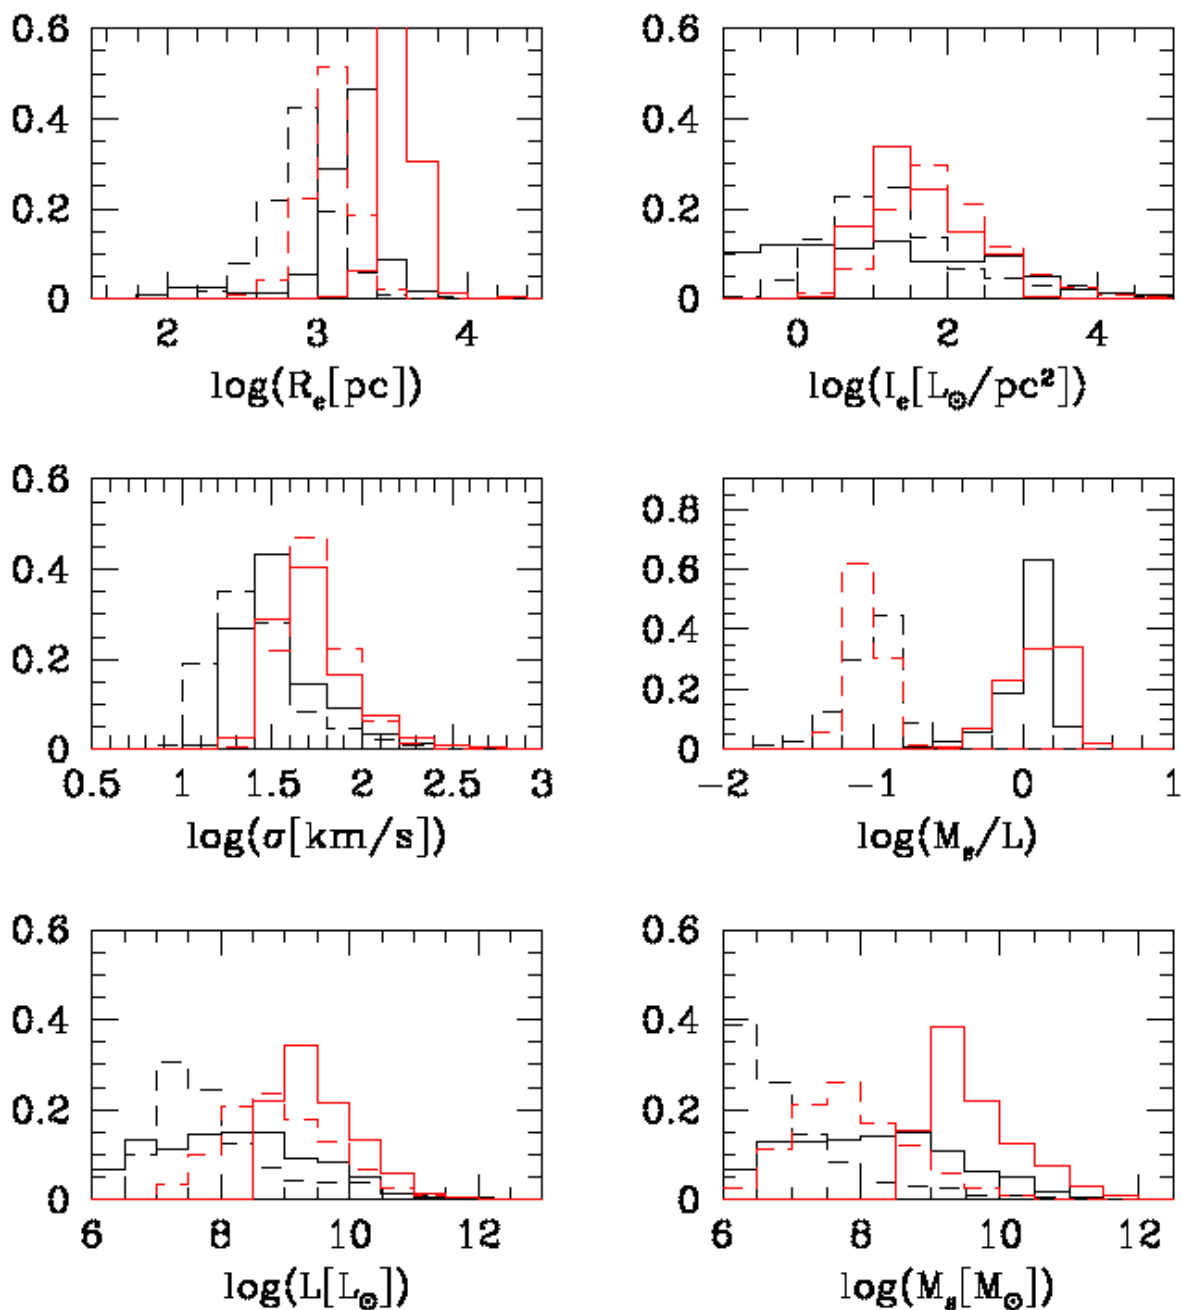 0.6 0.6
0.4 0.4
0.2 0.2
0 0
2 3 4 0 2 4
log(R_e[pc]) log(I_e[L_⊙/pc²])
0.6
0.4
0.2
0
0.8
0.6
0.4
0.2
0
0.5 1 1.5 2 2.5 3 −2 −1 0 1
log(σ[km/s]) log(M_s/L)
0.6 0.6
0.4 0.4
0.2 0.2
0 0
6 8 10 12 6 8 10 12
log(L[L_⊙]) log(M_s[M_⊙])